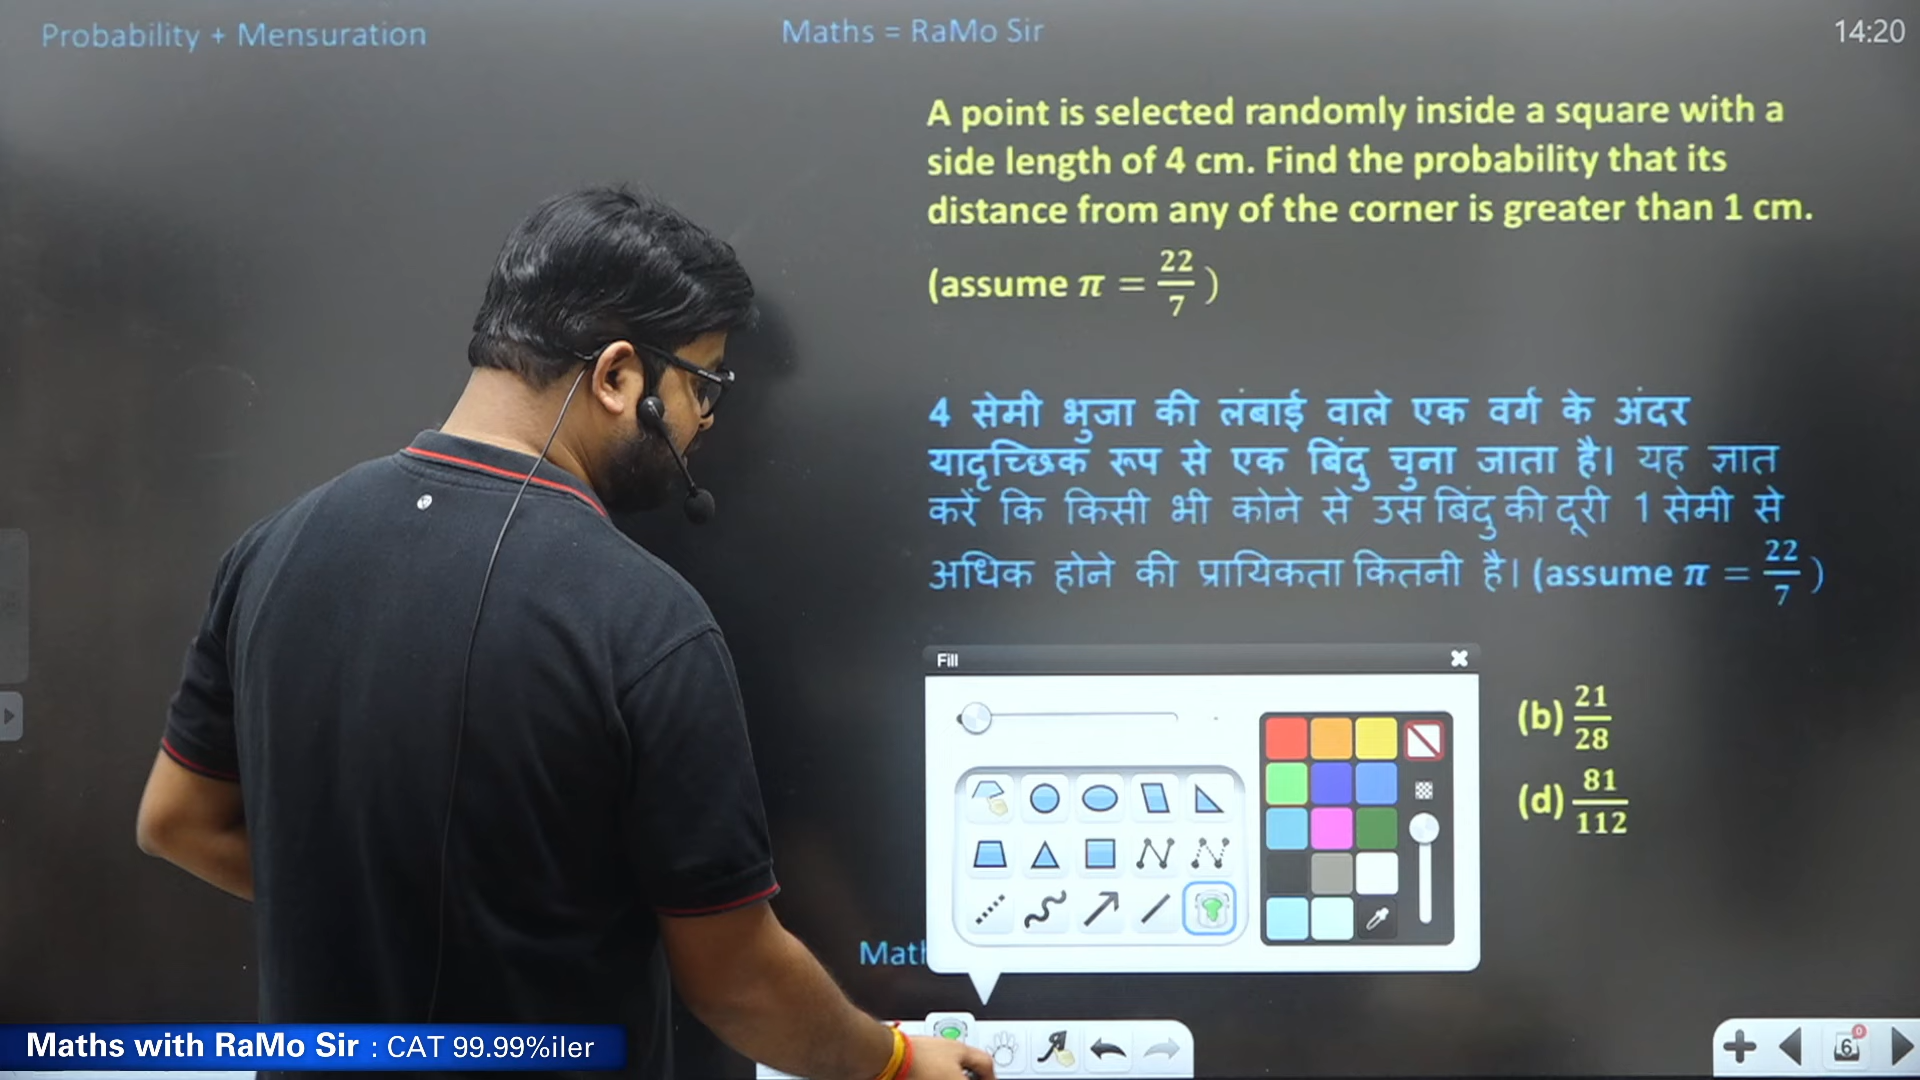 Probability + Mensuration
Maths = RaMo Sir
14:20
A point is selected randomly inside a square with a
side length of 4 cm. Find the probability that its
distance from any of the corner is greater than 1 cm.
(assume π = 22/7 )
4 सेमी भुजा की लंबाई वाले एक वर्ग के अंदर
यादृच्छिक रूप से एक बिंदु चुना जाता है। यह ज्ञात
करें कि किसी भी कोने से उस बिंदु की दूरी 1 सेमी से
अधिक होने की प्रायिकता कितनी है। (assume π = 22/7 )
Fill
(b) 21/28
(d) 81/112
6
Maths with RaMo Sir : CAT 99.99%iler